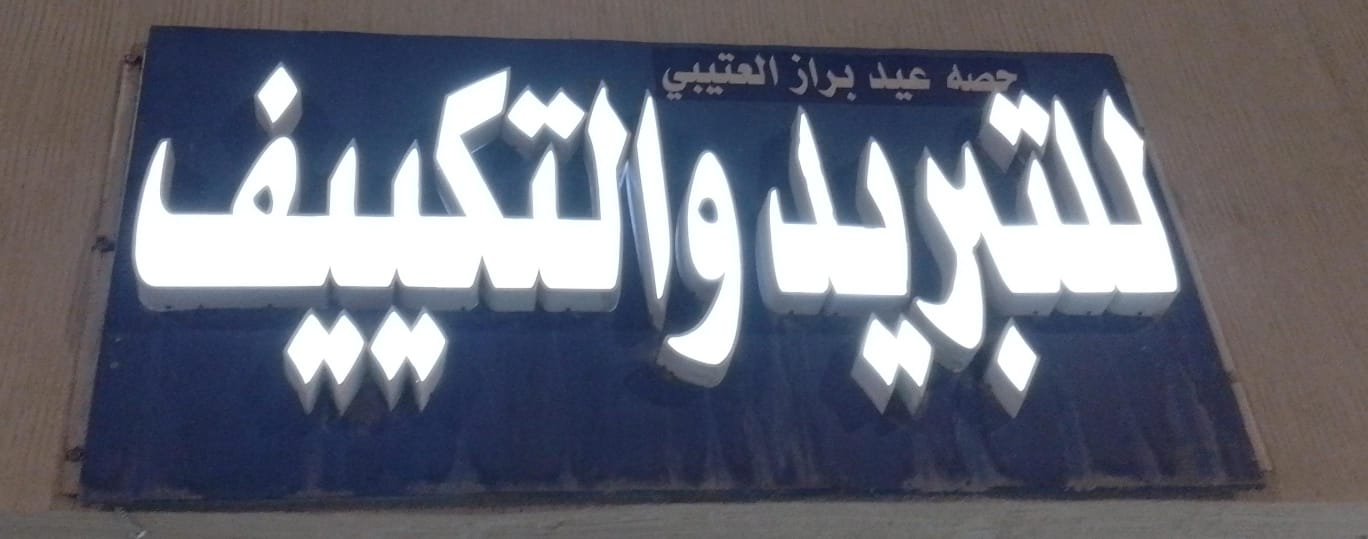 حصه عيد براز العتيبي
للتبريد والتكييف